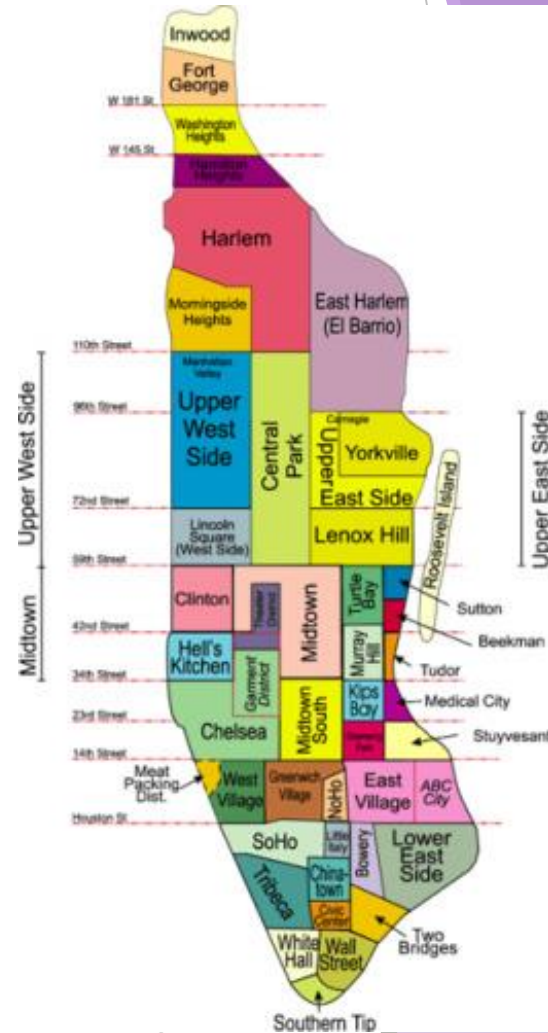 Inwood
Fort
George
W 181 St.
Washington
Heights
W 145 St
Hamilton
Heights
Harlem
East Harlem
(El Barrio)
Morningside
Heights
110th Street
Manhattan
Valley
Upper West Side
Upper
West
Side
Central
Park
96th Street
Carnegie
Upper
East Side
Yorkville
Upper East Side
Roosevelt Island
72nd Street
Lincoln
Square
(West Side)
Lenox Hill
59th Street
Midtown
Clinton
Theater
District
Midtown
Turtle
Bay
Sutton
Beekman
42nd Street
Hell's
Kitchen
Garment
District
Murray
Hill
Tudor
34th Street
Kips
Bay
Medical City
23rd Street
Chelsea
Midtown
South
Stuyvesant
14th Street
Meat
Packing
Dist.
West
Village
Greenwich
Village
NoHo
East
Village
ABC
City
Houston St
SoHo
Little
Italy
Bowery
Lower
East
Side
Tribeca
China-
town
Civic
Center
Two
Bridges
White
Hall
Wall
Street
Southern Tip